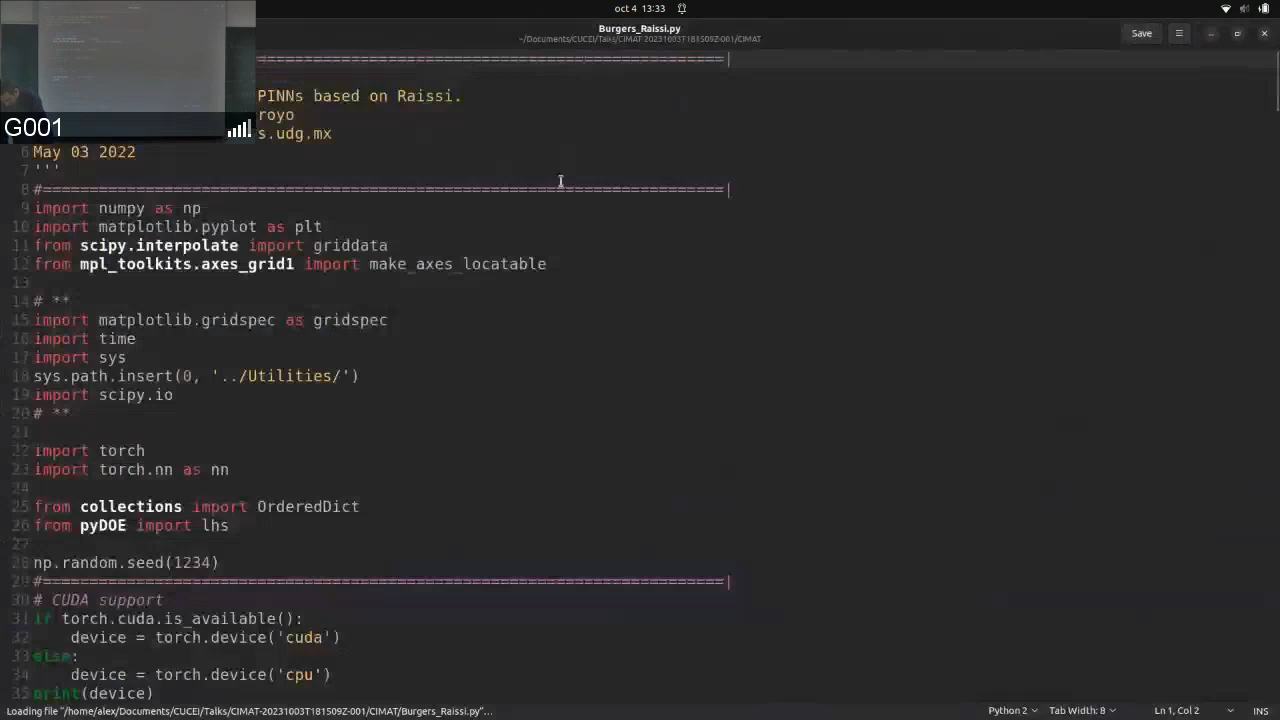 oct 4 13:33
Burgers_Raissi.py
~/Documents/CUCEI/Talks/CIMAT-20231003T181509Z-001/CIMAT
Save
G001
=====================================================|
PINNs based on Raissi.
royo
s.udg.mx
6 May 03 2022
7 '''
8 #==========================================================================|
9 import numpy as np
10 import matplotlib.pyplot as plt
11 from scipy.interpolate import griddata
12 from mpl_toolkits.axes_grid1 import make_axes_locatable
13
14 # **
15 import matplotlib.gridspec as gridspec
16 import time
17 import sys
18 sys.path.insert(0, '../Utilities/')
19 import scipy.io
20 # **
21
22 import torch
23 import torch.nn as nn
24
25 from collections import OrderedDict
26 from pyDOE import lhs
27
28 np.random.seed(1234)
29 #==========================================================================|
30 # CUDA support
31 if torch.cuda.is_available():
32     device = torch.device('cuda')
33 else:
34     device = torch.device('cpu')
35 print(device)
Loading file "/home/alex/Documents/CUCEI/Talks/CIMAT-20231003T181509Z-001/CIMAT/Burgers_Raissi.py"…
Python 2
Tab Width: 8
Ln 1, Col 2
INS